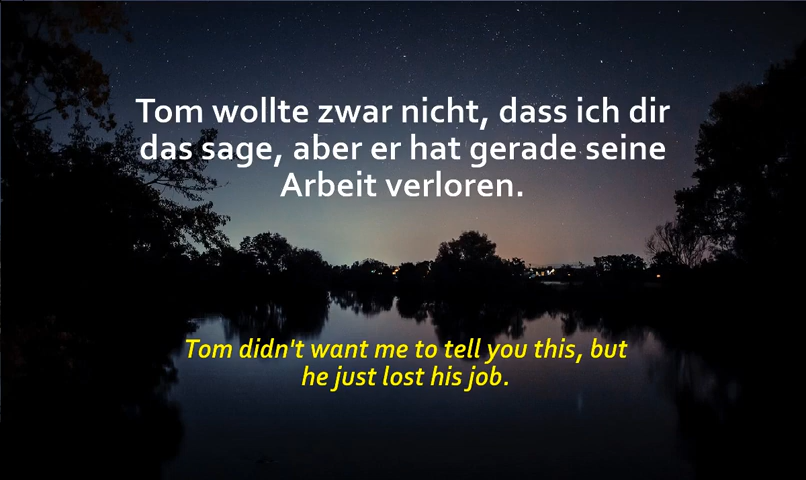 Tom wollte zwar nicht, dass ich dir
das sage, aber er hat gerade seine
Arbeit verloren.
Tom didn't want me to tell you this, but
he just lost his job.